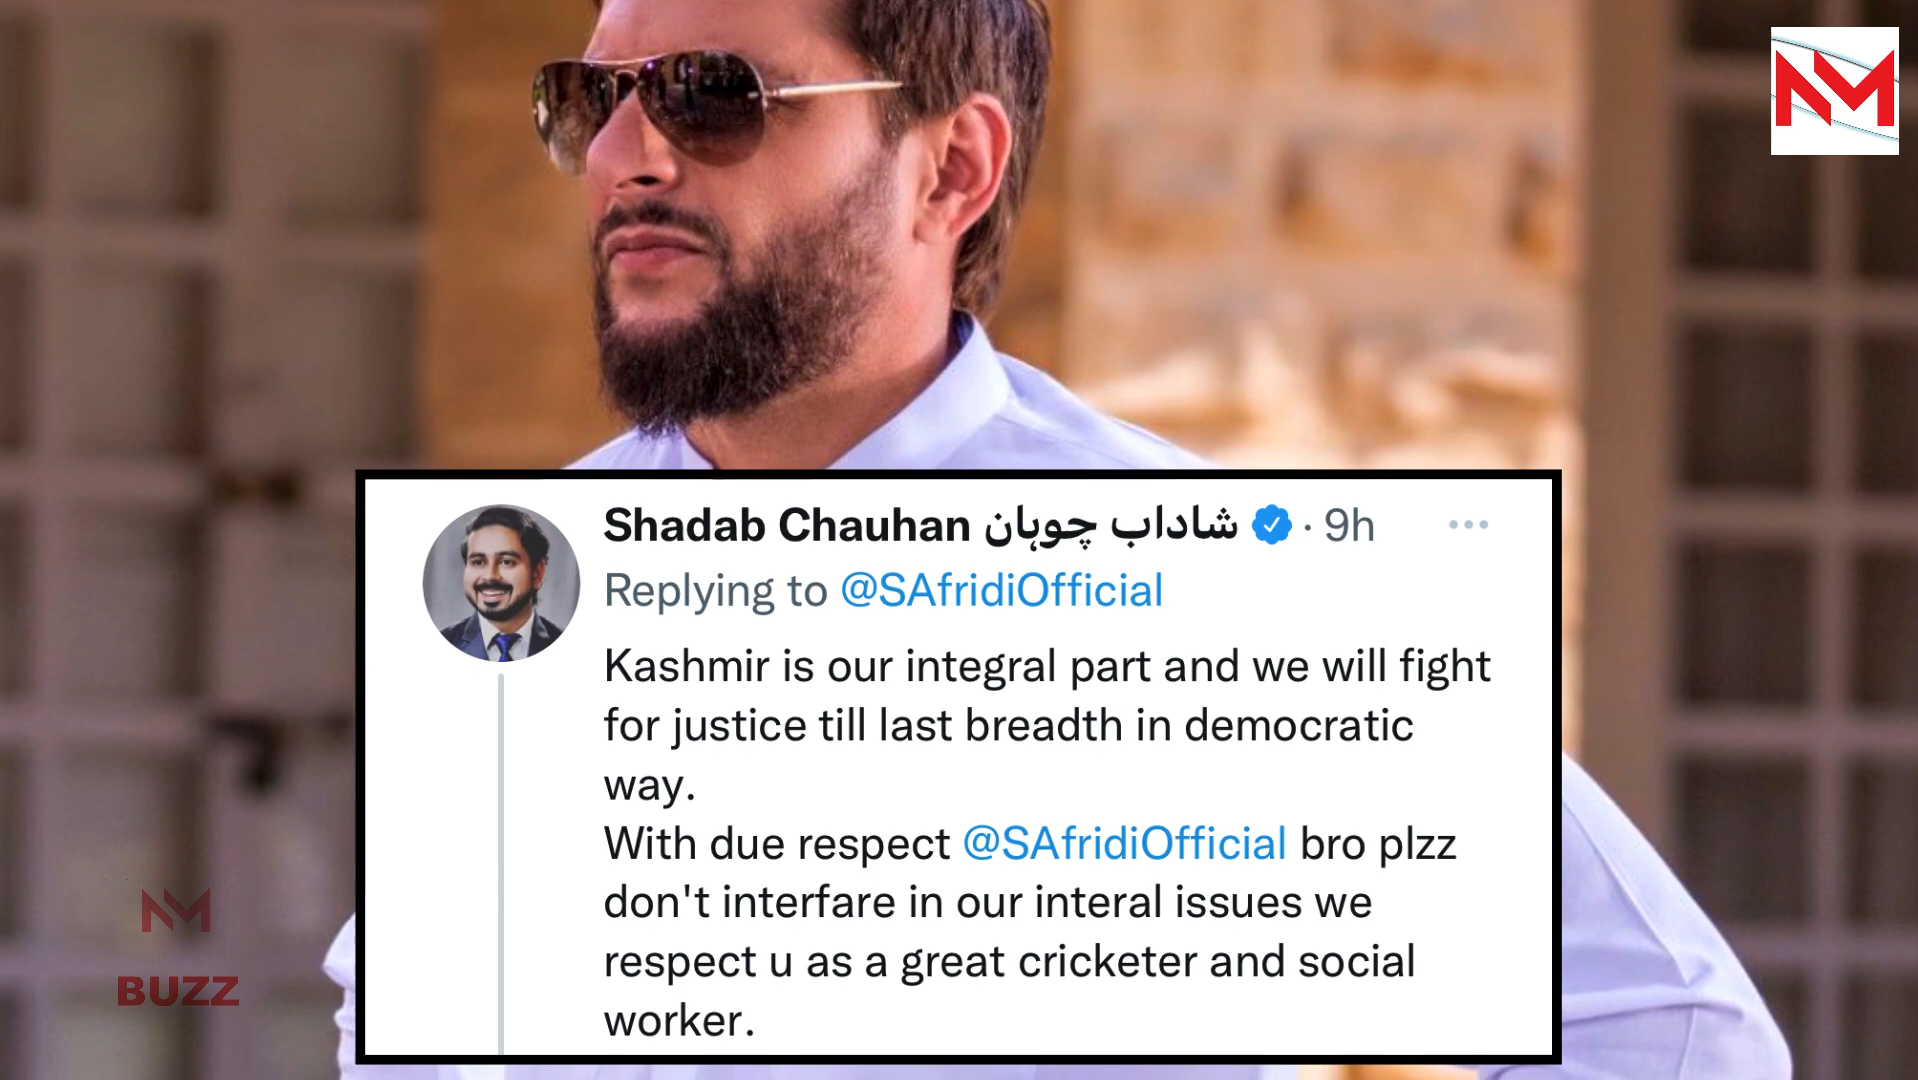 NM
Shadab Chauhan شاداب چوہان · 9h
Replying to @SAfridiOfficial
Kashmir is our integral part and we will fight
for justice till last breadth in democratic
way.
With due respect @SAfridiOfficial bro plzz
don't interfare in our interal issues we
respect u as a great cricketer and social
worker.
NM
BUZZ